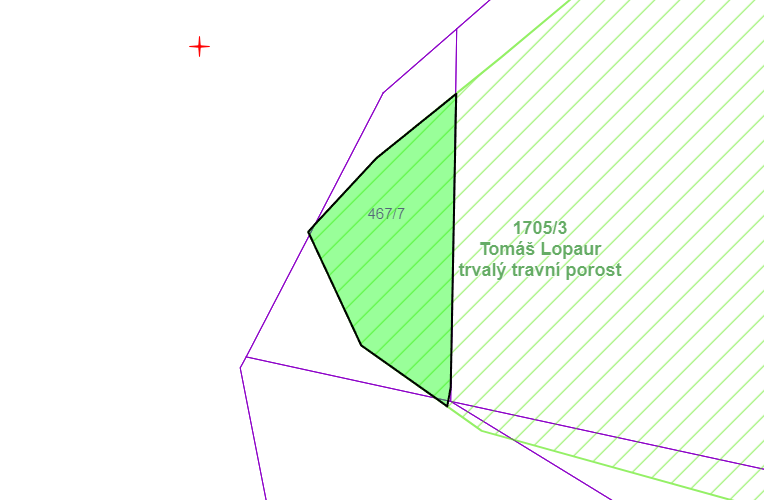 467/7
1705/3
Tomáš Lopaur
trvalý travní porost